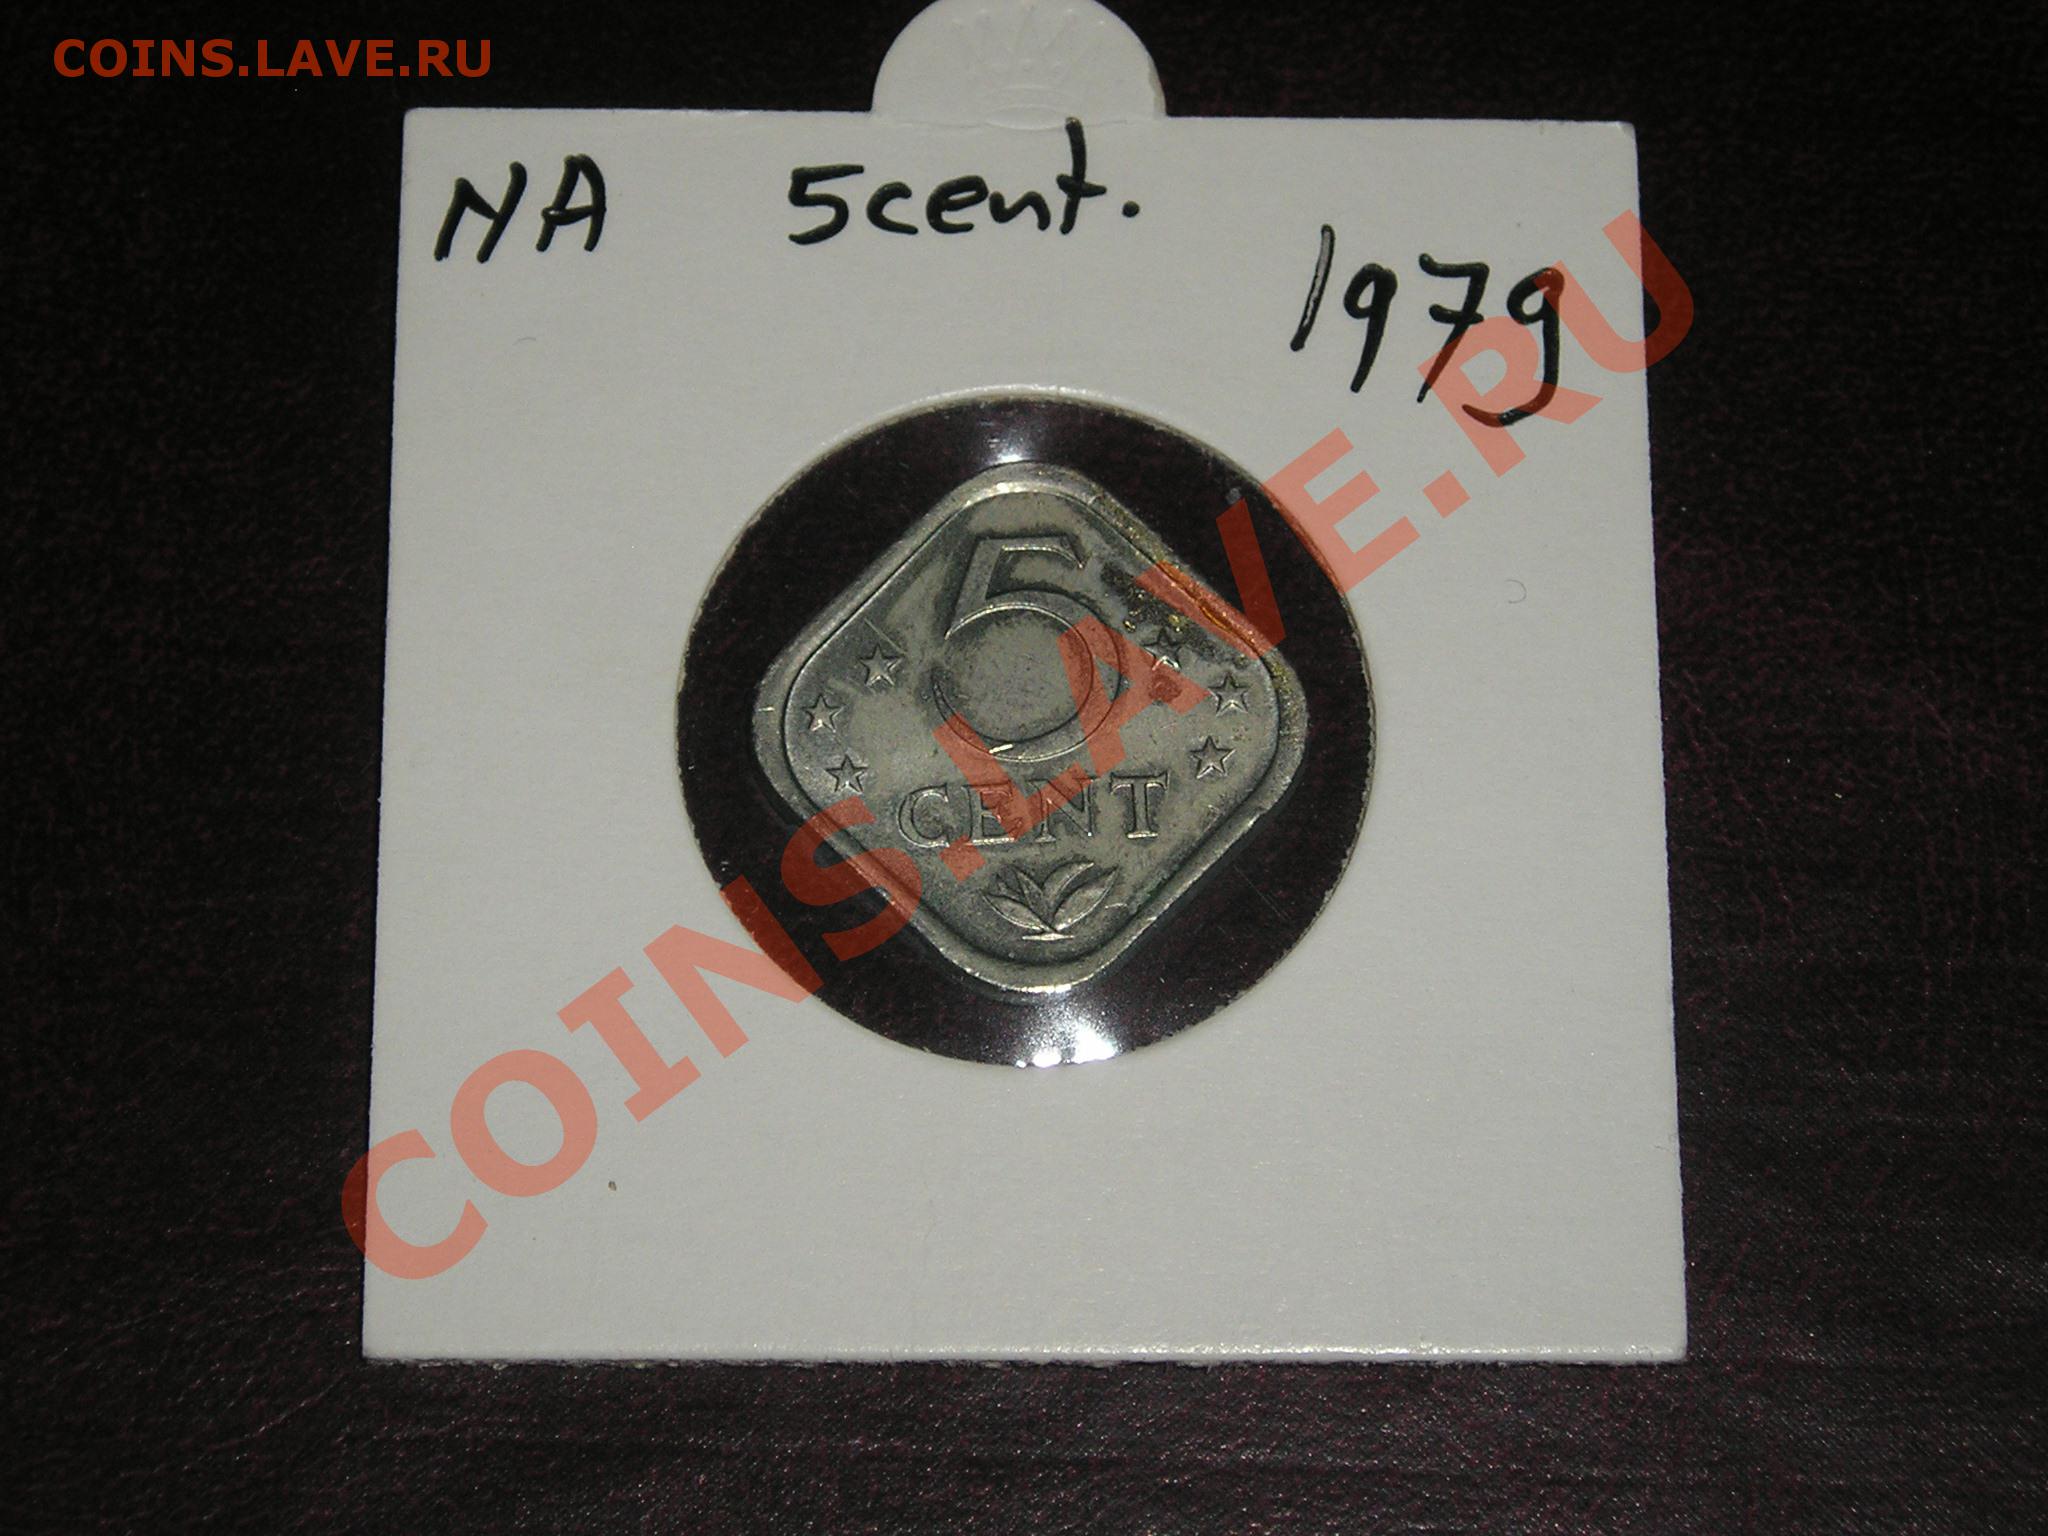 COINS.LAVE.RU
NA 5cent.
1979
5
CENT
COINS.LAVE.RU